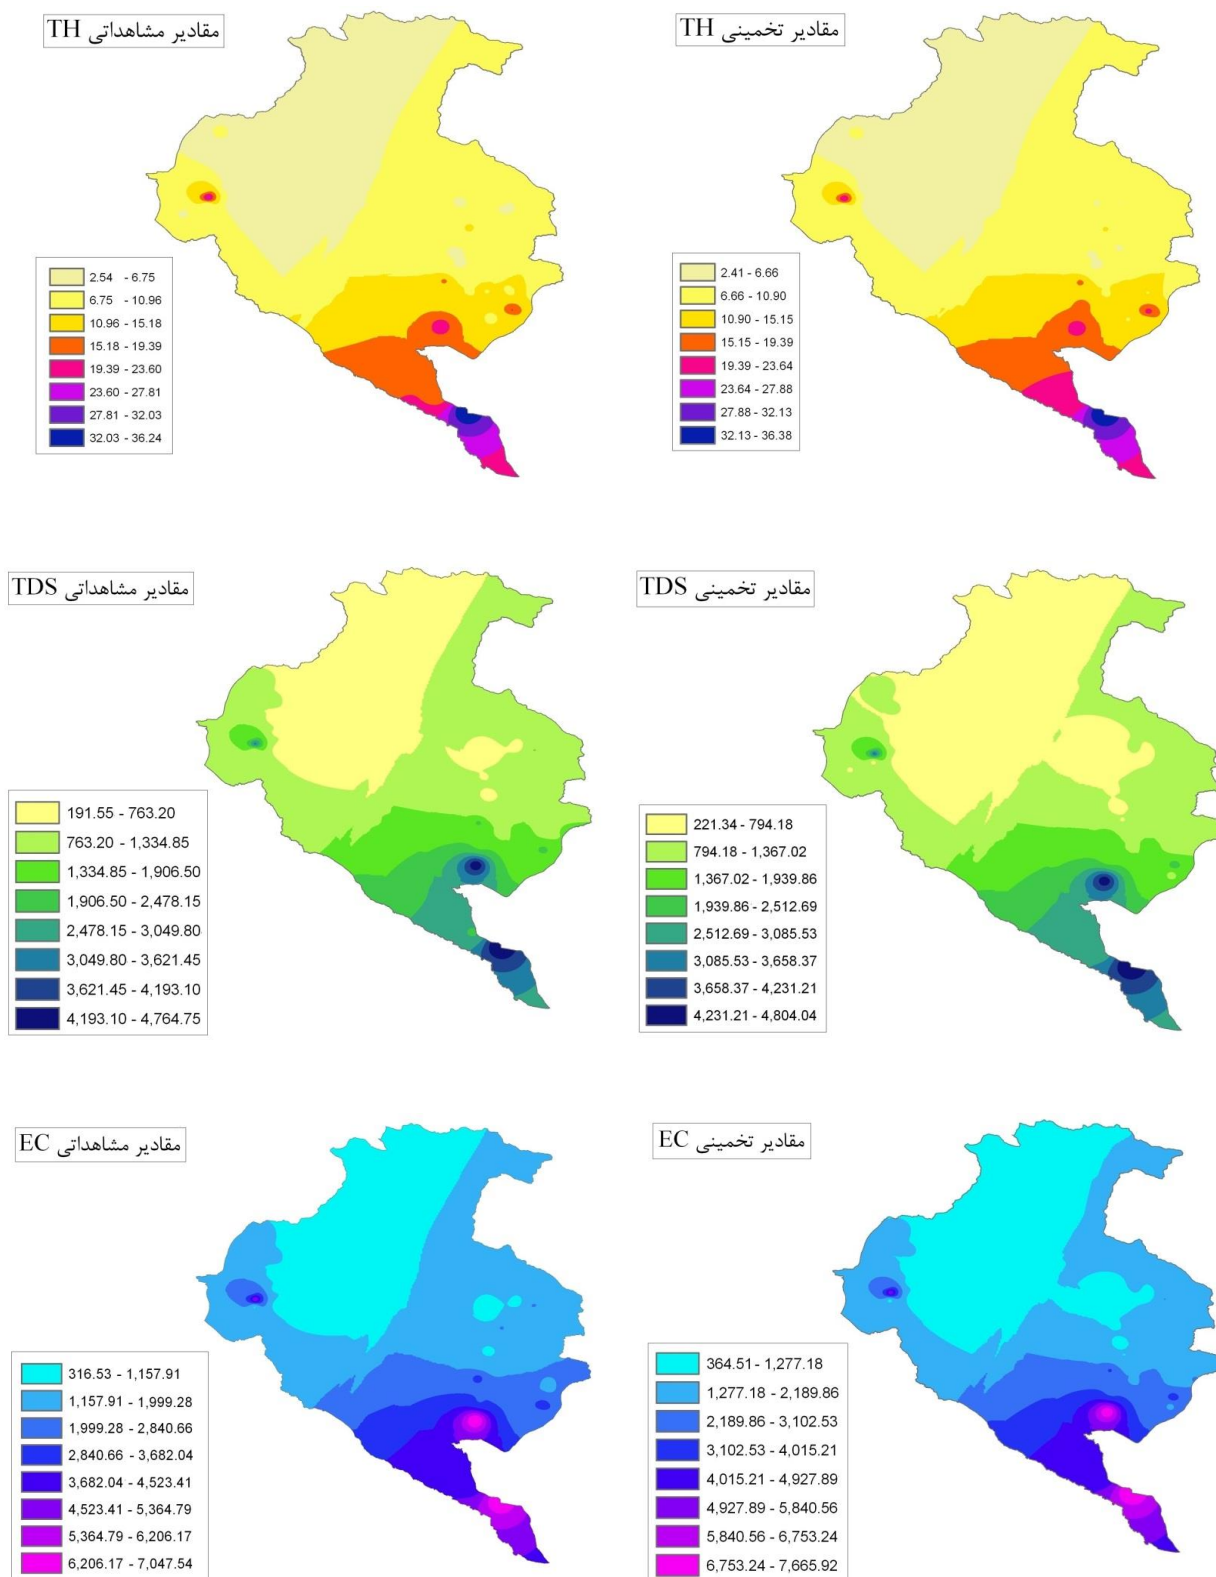 مقادیر مشاهداتی TH
2.54 - 6.75
6.75 - 10.96
10.96 - 15.18
15.18 - 19.39
19.39 - 23.60
23.60 - 27.81
27.81 - 32.03
32.03 - 36.24
مقادیر تخمینی TH
2.41 - 6.66
6.66 - 10.90
10.90 - 15.15
15.15 - 19.39
19.39 - 23.64
23.64 - 27.88
27.88 - 32.13
32.13 - 36.38
مقادیر مشاهداتی TDS
191.55 - 763.20
763.20 - 1,334.85
1,334.85 - 1,906.50
1,906.50 - 2,478.15
2,478.15 - 3,049.80
3,049.80 - 3,621.45
3,621.45 - 4,193.10
4,193.10 - 4,764.75
مقادیر تخمینی TDS
221.34 - 794.18
794.18 - 1,367.02
1,367.02 - 1,939.86
1,939.86 - 2,512.69
2,512.69 - 3,085.53
3,085.53 - 3,658.37
3,658.37 - 4,231.21
4,231.21 - 4,804.04
مقادیر مشاهداتی EC
316.53 - 1,157.91
1,157.91 - 1,999.28
1,999.28 - 2,840.66
2,840.66 - 3,682.04
3,682.04 - 4,523.41
4,523.41 - 5,364.79
5,364.79 - 6,206.17
6,206.17 - 7,047.54
مقادیر تخمینی EC
364.51 - 1,277.18
1,277.18 - 2,189.86
2,189.86 - 3,102.53
3,102.53 - 4,015.21
4,015.21 - 4,927.89
4,927.89 - 5,840.56
5,840.56 - 6,753.24
6,753.24 - 7,665.92